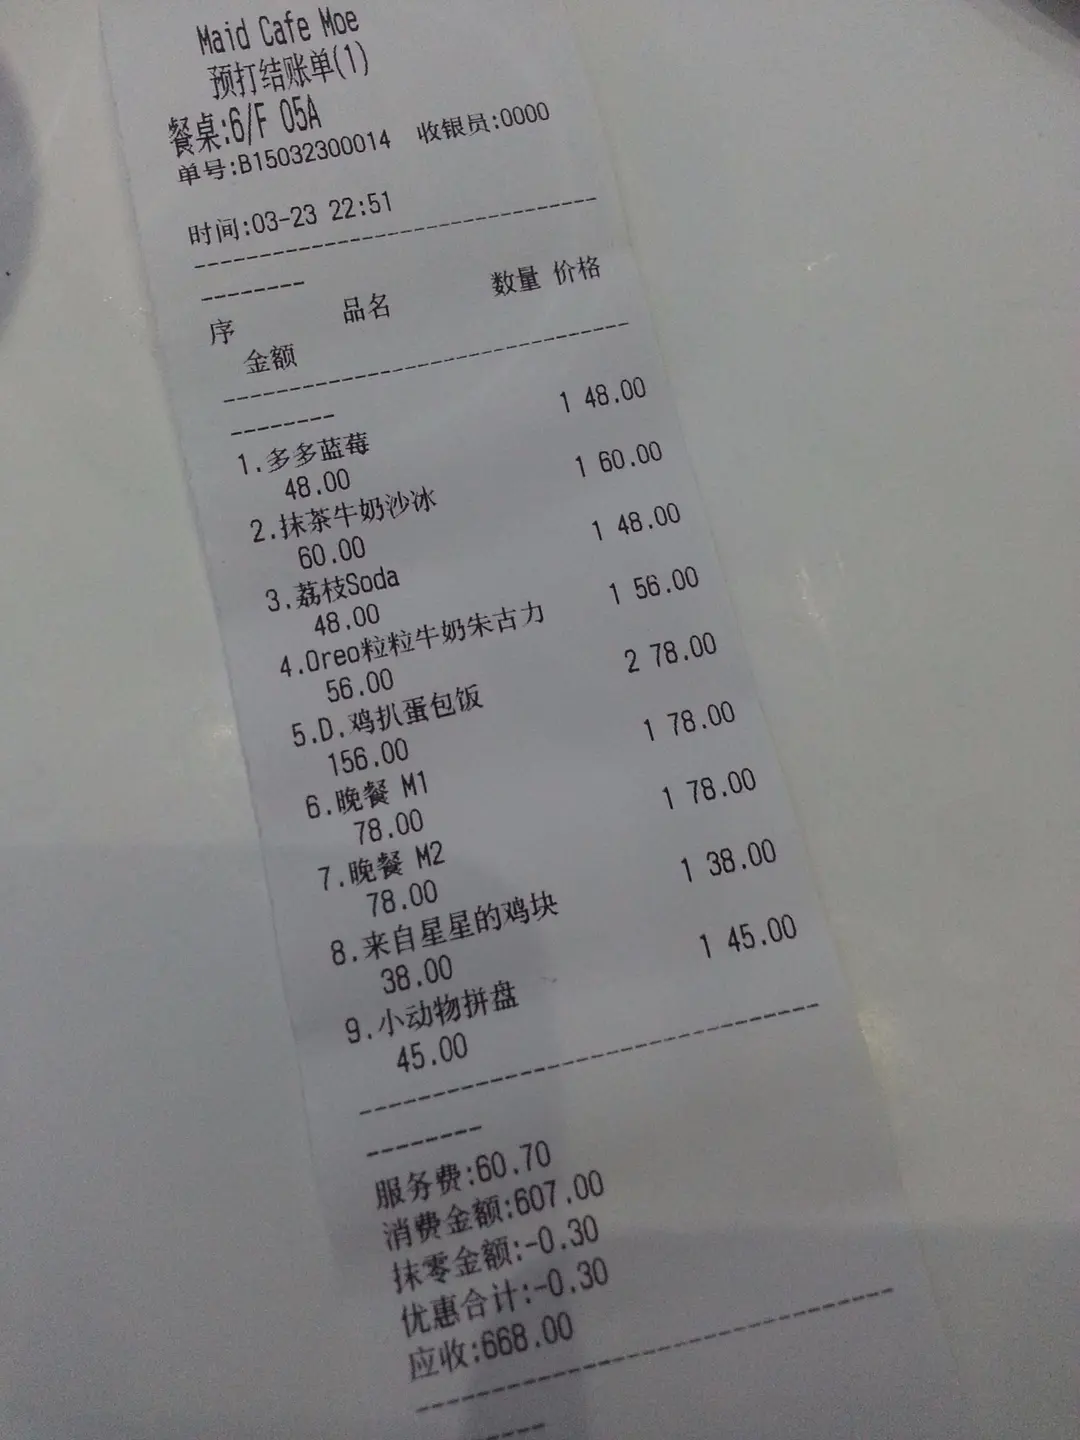 Maid Cafe Moe
预打结账单(1)
餐桌:6/F 05A
单号:B15032300014 收银员:0000
时间:03-23 22:51
--------------------------------
--------
序 品名 数量 价格
金额
--------------------------------
--------
1.多多蓝莓 1 48.00
48.00
2.抹茶牛奶沙冰 1 60.00
60.00
3.荔枝Soda 1 48.00
48.00
4.Oreo粒粒牛奶朱古力 1 56.00
56.00
5.D.鸡扒蛋包饭 2 78.00
156.00
6.晚餐 M1 1 78.00
78.00
7.晚餐 M2 1 78.00
78.00
8.来自星星的鸡块 1 38.00
38.00
9.小动物拼盘 1 45.00
45.00
--------------------------------
--------
服务费:60.70
消费金额:607.00
抹零金额:-0.30
优惠合计:-0.30
应收:668.00
--------------------------------
--------